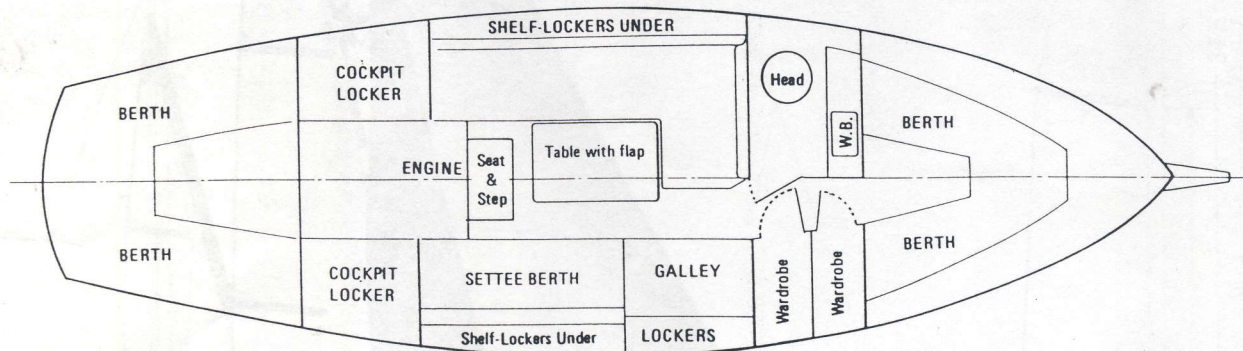 SHELF-LOCKERS UNDER
COCKPIT
LOCKER
Head
BERTH
BERTH
W.B.
ENGINE
Seat
&
Step
Table with flap
BERTH
BERTH
COCKPIT
LOCKER
SETTEE BERTH
GALLEY
Wardrobe
Wardrobe
Shelf-Lockers Under
LOCKERS